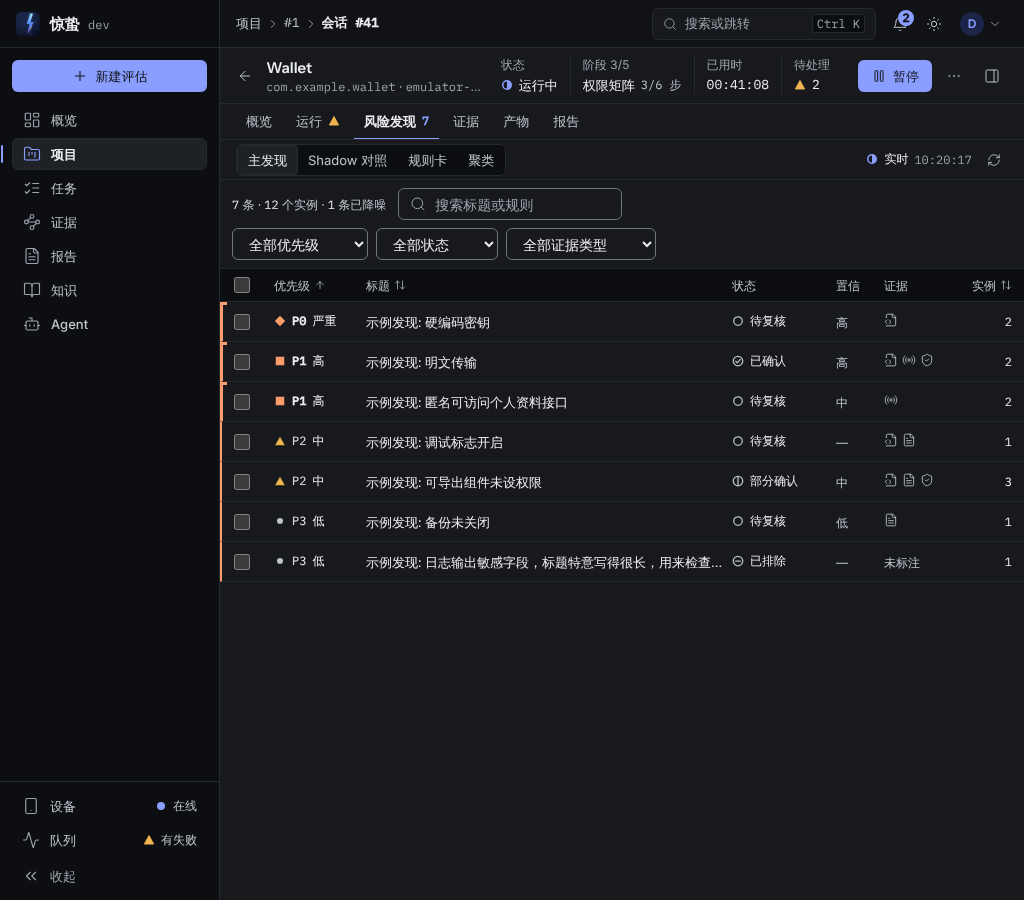 惊蛰 dev
新建评估
概览
项目
任务
证据
报告
知识
Agent
设备 在线
队列 有失败
收起
项目 #1 会话 #41
搜索或跳转 Ctrl K
2
D
Wallet
com.example.wallet · emulator-...
状态
运行中
阶段 3/5
权限矩阵 3/6 步
已用时
00:41:08
待处理
2
暂停
概览 运行 风险发现 7 证据 产物 报告
主发现 Shadow 对照 规则卡 聚类
实时 10:20:17
7 条 · 12 个实例 · 1 条已降噪
搜索标题或规则
全部优先级 全部状态 全部证据类型
优先级 标题 状态 置信 证据 实例
P0 严重 示例发现: 硬编码密钥 待复核 高 2
P1 高 示例发现: 明文传输 已确认 高 2
P1 高 示例发现: 匿名可访问个人资料接口 待复核 中 2
P2 中 示例发现: 调试标志开启 待复核 — 1
P2 中 示例发现: 可导出组件未设权限 部分确认 中 3
P3 低 示例发现: 备份未关闭 待复核 低 1
P3 低 示例发现: 日志输出敏感字段，标题特意写得很长，用来检查... 已排除 — 未标注 1